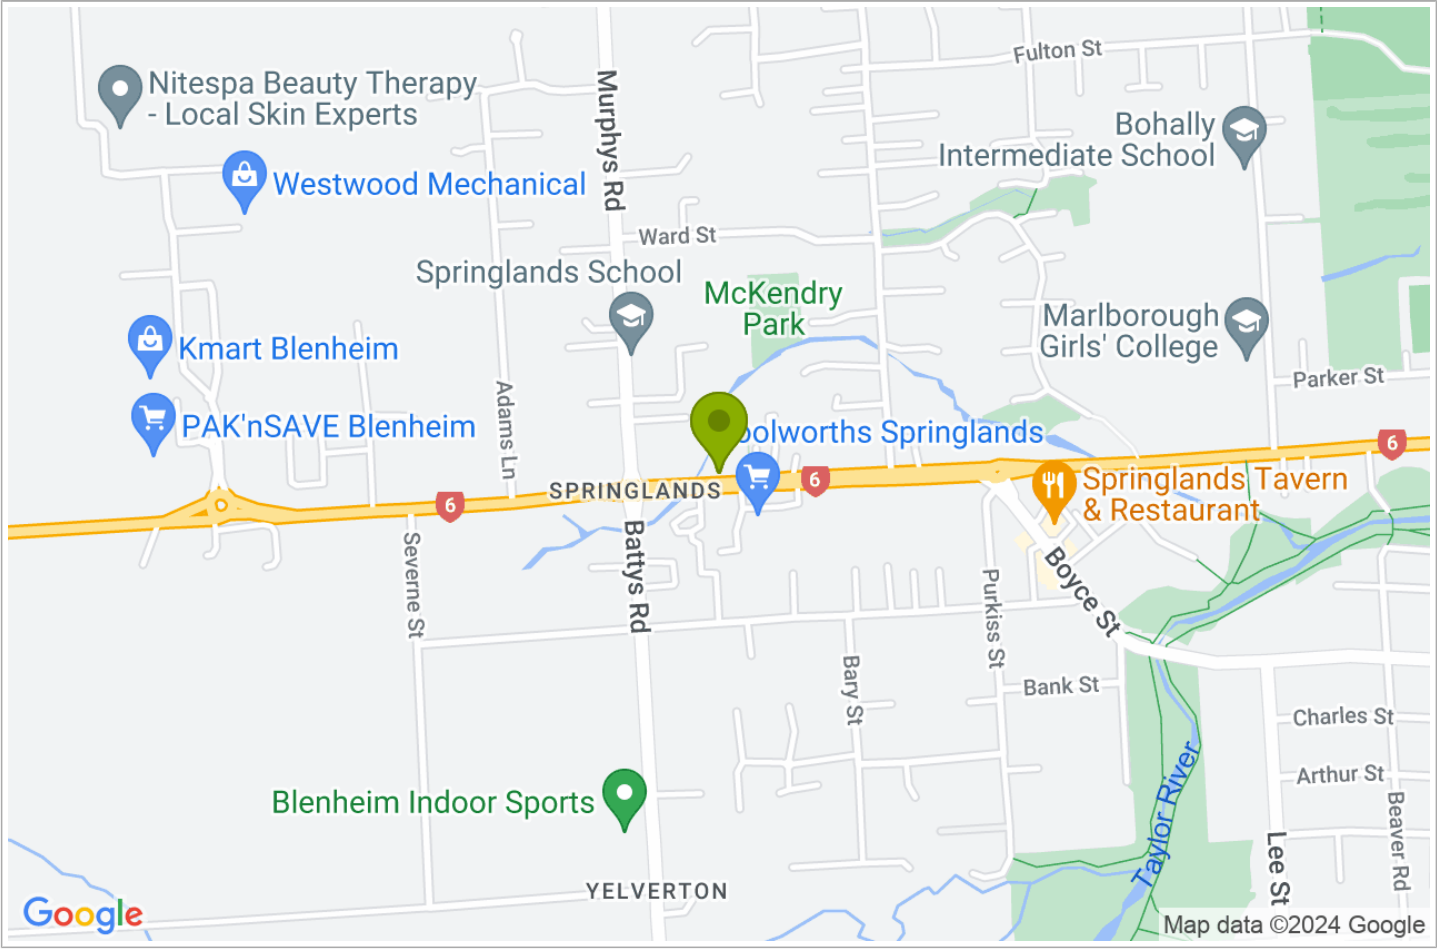 Fulton St
Nitespa Beauty Therapy
- Local Skin Experts
Murphys Rd
Bohally
Intermediate School
Westwood Mechanical
Ward St
Springlands School
McKendry
Park
Marlborough
Girls' College
Kmart Blenheim
Parker St
PAK'nSAVE Blenheim
Adams Ln
oolworths Springlands
6
6
6
SPRINGLANDS
Springlands Tavern
& Restaurant
Severne St
Battys Rd
Purkiss St
Boyce St
Bary St
Bank St
Charles St
Arthur St
Taylor River
Beaver Rd
Lee St
Blenheim Indoor Sports
YELVERTON
Google
Map data ©2024 Google